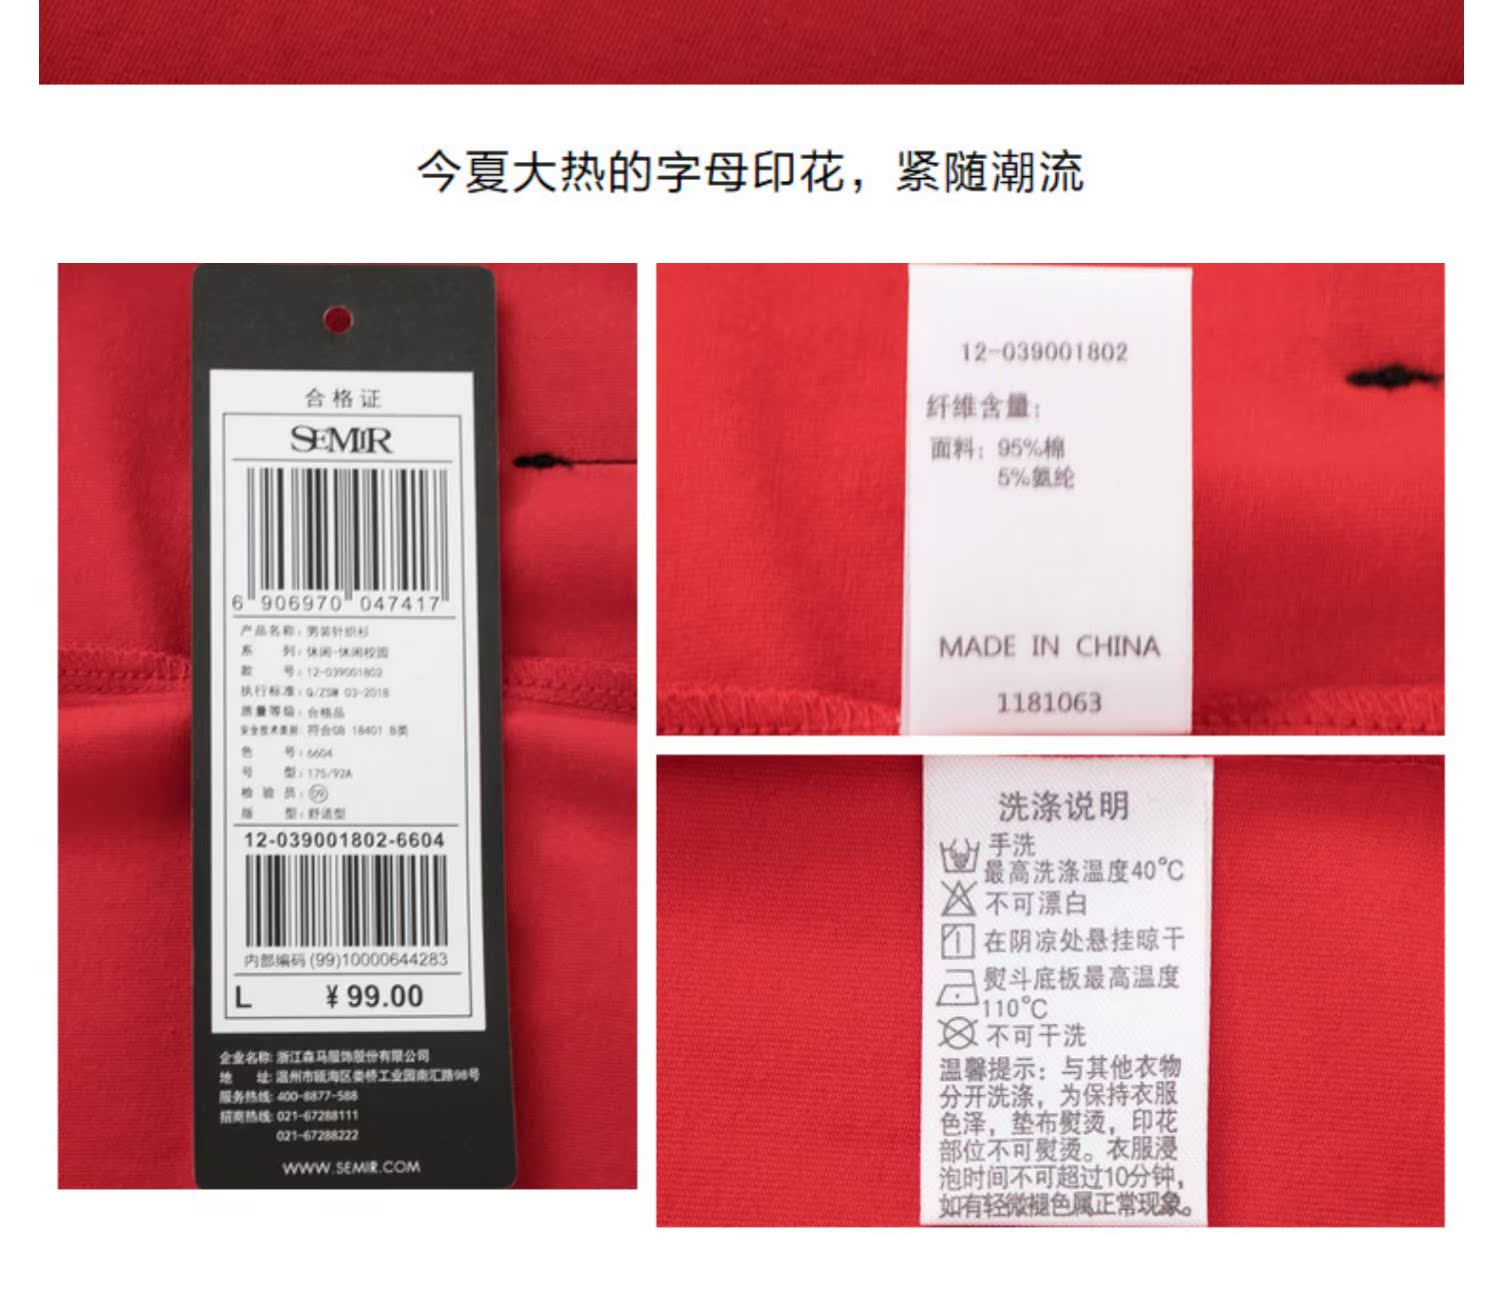 今夏大热的字母印花，紧随潮流
合格证
SEMIR
6 906970 047417
产品名称：男装针织衫
系 列：休闲-休闲校园
款 号：12-039001802
执行标准：Q/ZSM 03-2018
质量等级：合格品
安全技术类别：符合GB 18401 B类
色 号：6604
号 型：175/92A
检 验 员：09
版 型：舒适型
12-039001802-6604
内部编码(99)10000644283
L ¥99.00
企业名称: 浙江森马服饰股份有限公司
地 址: 温州市瓯海区娄桥工业园南汇路98号
服务热线: 400-8877-588
招商热线: 021-67288111
021-67288222
WWW.SEMIR.COM
12-039001802
纤维含量：
面料：95%棉
5%氨纶
MADE IN CHINA
1181063
洗涤说明
手洗
最高洗涤温度40℃
不可漂白
在阴凉处悬挂晾干
熨斗底板最高温度
110℃
不可干洗
温馨提示：与其他衣物
分开洗涤，为保持衣服
色泽，垫布熨烫，印花
部位不可熨烫。衣服浸
泡时间不可超过10分钟，
如有轻微褪色属正常现象。